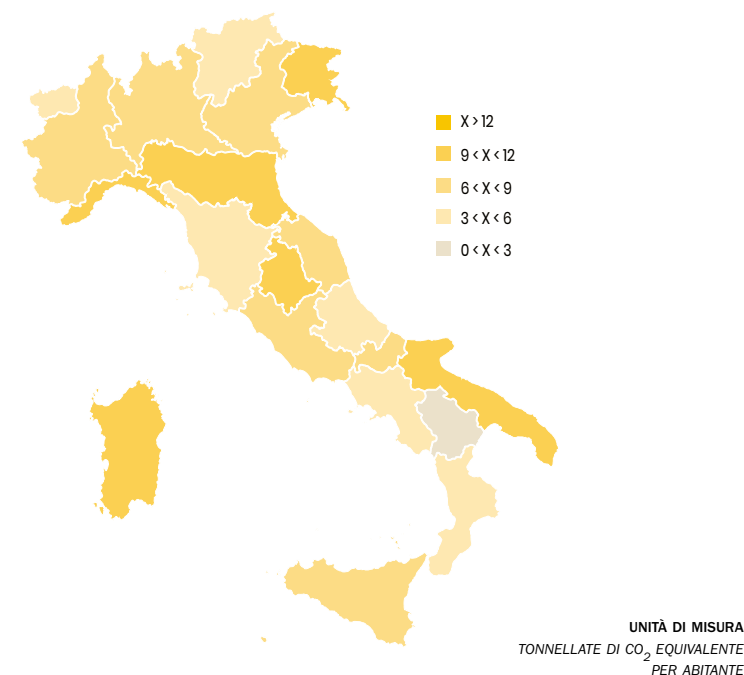 X > 12
9 < X < 12
6 < X < 9
3 < X < 6
0 < X < 3
UNITÀ DI MISURA
TONNELLATE DI CO₂ EQUIVALENTE
PER ABITANTE